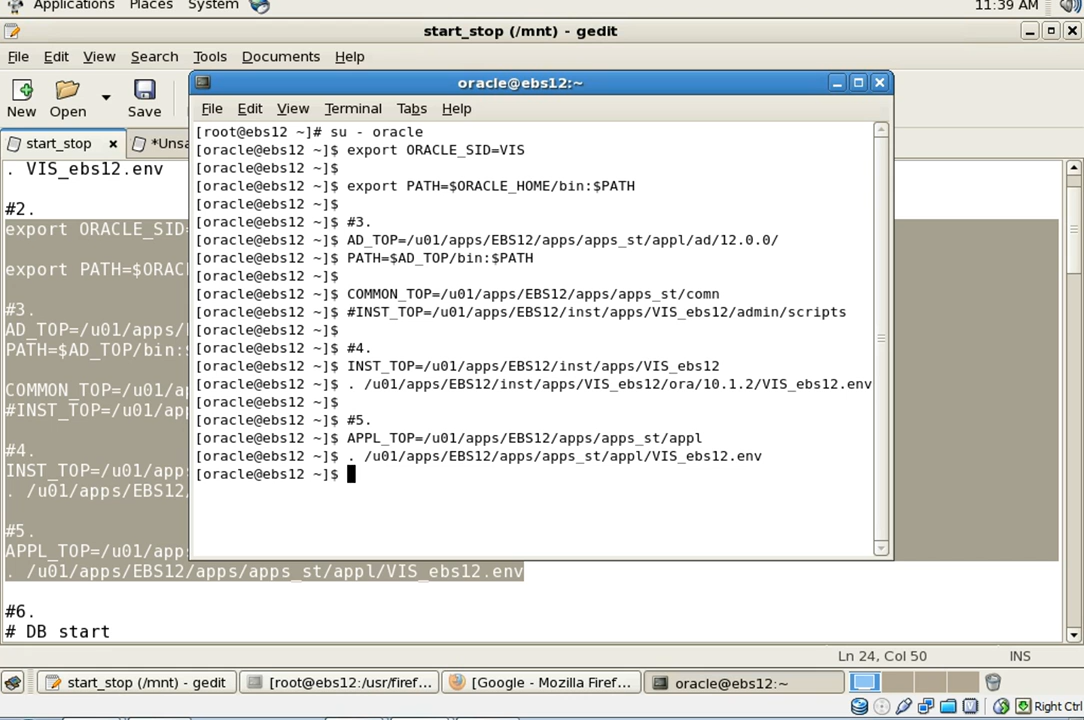 Applications Places System 11:39 AM
start_stop (/mnt) - gedit
File Edit View Search Tools Documents Help
New Open Save
start_stop *Unsa
. VIS_ebs12.env
#2.
export ORACLE_SID=
export PATH=$ORAC
#3.
AD_TOP=/u01/apps/
PATH=$AD_TOP/bin:
COMMON_TOP=/u01/a
#INST_TOP=/u01/ap
#4.
INST_TOP=/u01/app
. /u01/apps/EBS12
#5.
APPL_TOP=/u01/app
. /u01/apps/EBS12/apps/apps_st/appl/VIS_ebs12.env
#6.
# DB start
Ln 24, Col 50 INS
oracle@ebs12:~
File Edit View Terminal Tabs Help
[root@ebs12 ~]# su - oracle
[oracle@ebs12 ~]$ export ORACLE_SID=VIS
[oracle@ebs12 ~]$
[oracle@ebs12 ~]$ export PATH=$ORACLE_HOME/bin:$PATH
[oracle@ebs12 ~]$
[oracle@ebs12 ~]$ #3.
[oracle@ebs12 ~]$ AD_TOP=/u01/apps/EBS12/apps/apps_st/appl/ad/12.0.0/
[oracle@ebs12 ~]$ PATH=$AD_TOP/bin:$PATH
[oracle@ebs12 ~]$
[oracle@ebs12 ~]$ COMMON_TOP=/u01/apps/EBS12/apps/apps_st/comn
[oracle@ebs12 ~]$ #INST_TOP=/u01/apps/EBS12/inst/apps/VIS_ebs12/admin/scripts
[oracle@ebs12 ~]$
[oracle@ebs12 ~]$ #4.
[oracle@ebs12 ~]$ INST_TOP=/u01/apps/EBS12/inst/apps/VIS_ebs12
[oracle@ebs12 ~]$ . /u01/apps/EBS12/inst/apps/VIS_ebs12/ora/10.1.2/VIS_ebs12.env
[oracle@ebs12 ~]$
[oracle@ebs12 ~]$ #5.
[oracle@ebs12 ~]$ APPL_TOP=/u01/apps/EBS12/apps/apps_st/appl
[oracle@ebs12 ~]$ . /u01/apps/EBS12/apps/apps_st/appl/VIS_ebs12.env
[oracle@ebs12 ~]$
start_stop (/mnt) - gedit [root@ebs12:/usr/firef... [Google - Mozilla Firef... oracle@ebs12:~
Right Ctrl